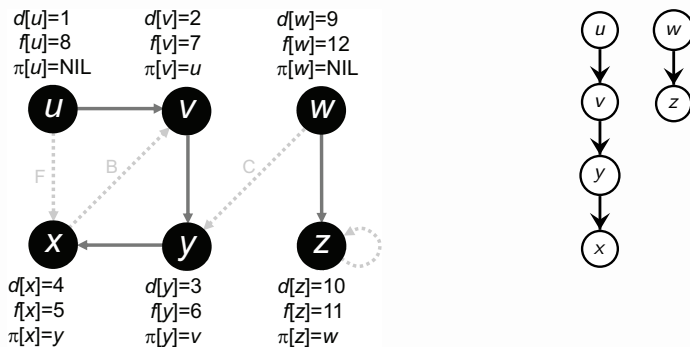 d[u]=1 d[v]=2 d[w]=9
f[u]=8 f[v]=7 f[w]=12
π[u]=NIL π[v]=u π[w]=NIL
u v w
F B C
x y z
d[x]=4 d[y]=3 d[z]=10
f[x]=5 f[y]=6 f[z]=11
π[x]=y π[y]=v π[z]=w
u w
v z
y
x